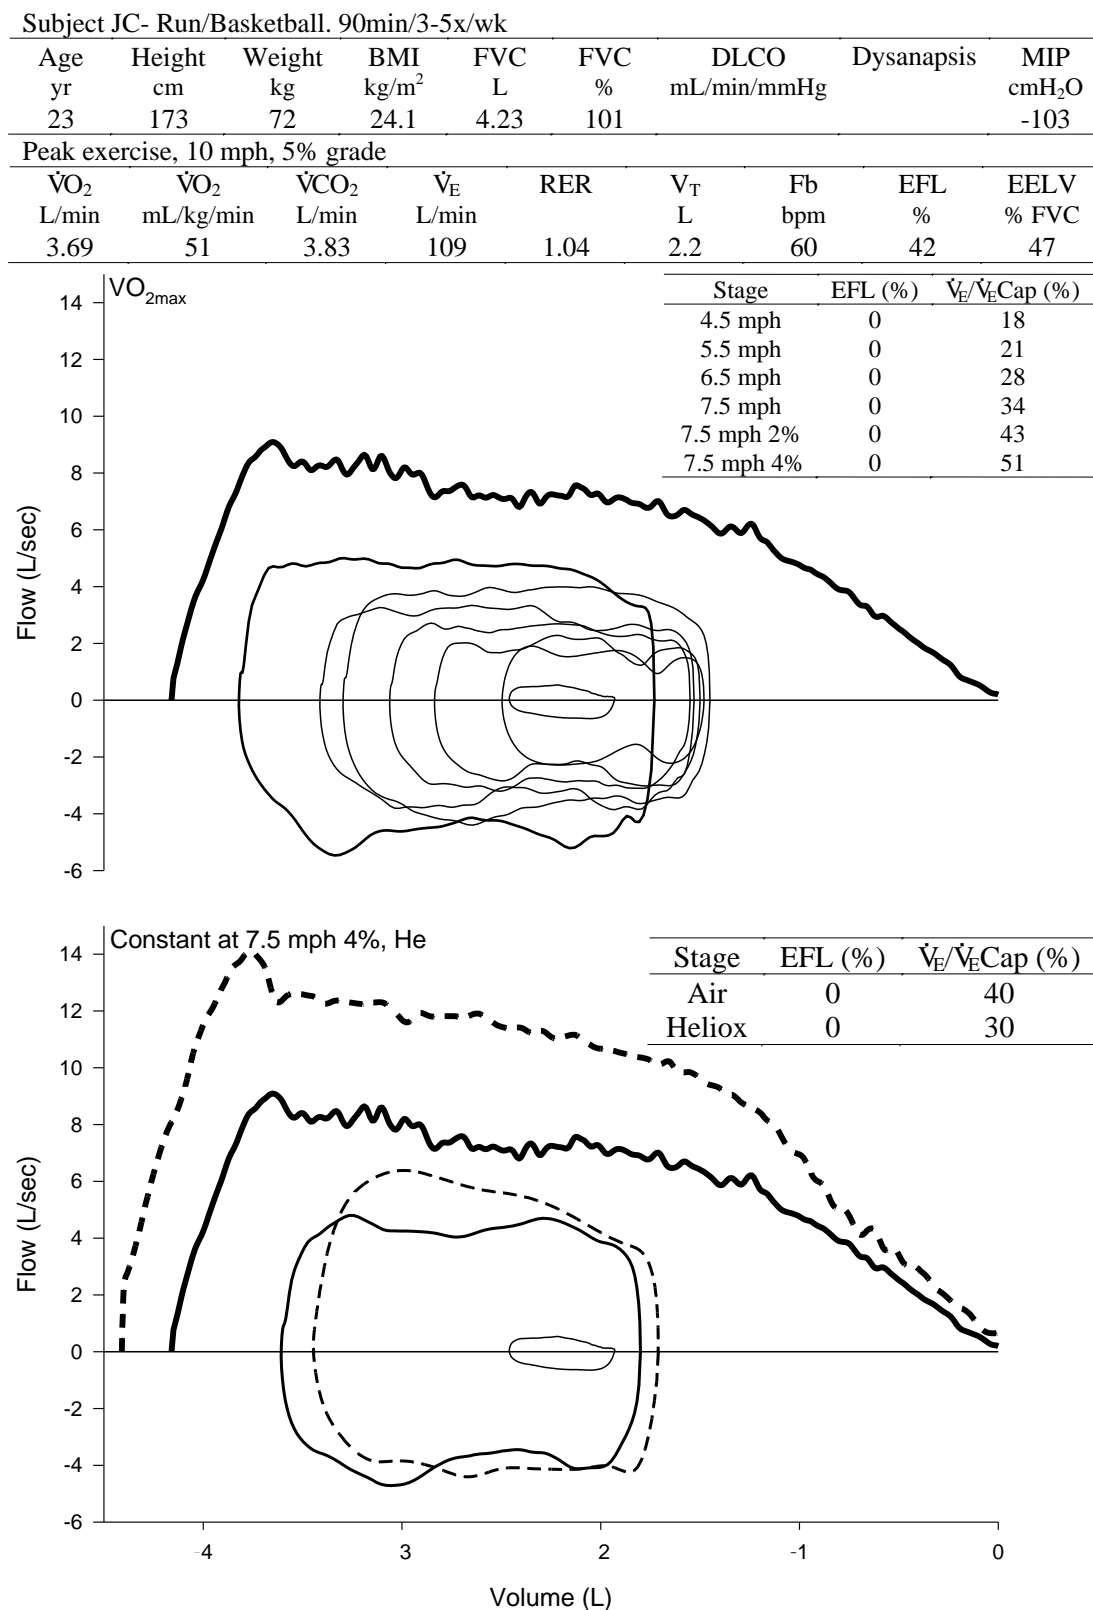 Subject JC- Run/Basketball. 90min/3-5x/wk
Age Height Weight BMI FVC FVC DLCO Dysanapsis MIP
yr cm kg kg/m² L % mL/min/mmHg cmH₂O
23 173 72 24.1 4.23 101 -103
Peak exercise, 10 mph, 5% grade
V̇O₂ V̇O₂ V̇CO₂ V̇E RER VT Fb EFL EELV
L/min mL/kg/min L/min L/min L bpm % % FVC
3.69 51 3.83 109 1.04 2.2 60 42 47
VO2max
Stage EFL (%) V̇E/V̇ECap (%)
4.5 mph 0 18
5.5 mph 0 21
6.5 mph 0 28
7.5 mph 0 34
7.5 mph 2% 0 43
7.5 mph 4% 0 51
14
12
10
8
6
4
2
0
-2
-4
-6
Flow (L/sec)
Constant at 7.5 mph 4%, He
Stage EFL (%) V̇E/V̇ECap (%)
Air 0 40
Heliox 0 30
14
12
10
8
6
4
2
0
-2
-4
-6
Flow (L/sec)
-4 3 2 -1 0
Volume (L)